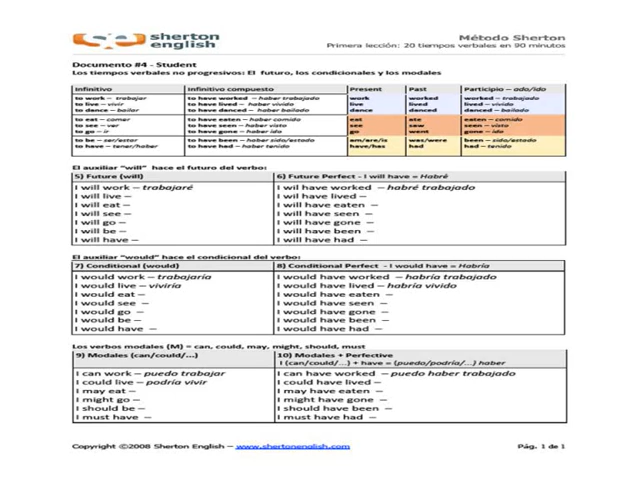 sherton
english
Método Sherton
Primera lección: 20 tiempos verbales en 90 minutos
Documento #4 - Student
Los tiempos verbales no progresivos: El futuro, los condicionales y los modales
Infinitivo Infinitivo compuesto Present Past Participio - ado/ido
to work - trabajar to have worked - haber trabajado work worked worked - trabajado
to live - vivir to have lived - haber vivido live lived lived - vivido
to dance - bailar to have danced - haber bailado dance danced danced - bailado
to eat - comer to have eaten - haber comido eat ate eaten - comido
to see - ver to have seen - haber visto see saw seen - visto
to go - ir to have gone - haber ido go went gone - ido
to be - ser/estar to have been - haber sido/estado am/are/is was/were been - sido/estado
to have - tener/haber to have had - haber tenido have/has had had - tenido
El auxiliar "will" hace el futuro del verbo:
5) Future (will) 6) Future Perfect - I will have = Habré
I will work - trabajaré I wil have worked - habré trabajado
I will live - I wil have lived -
I will eat - I will have eaten -
I will see - I will have seen -
I will go - I will have gone -
I will be - I will have been -
I will have - I will have had -
El auxiliar "would" hace el condicional del verbo:
7) Conditional (would) 8) Conditional Perfect - I would have = Habría
I would work - trabajaría I would have worked - habría trabajado
I would live - viviría I would have lived - habría vivido
I would eat - I would have eaten -
I would see - I would have seen -
I would go - I would have gone -
I would be - I would have been -
I would have - I would have had -
Los verbos modales (M) = can, could, may, might, should, must
9) Modales (can/could/...) 10) Modales + Perfective
I (can/could/...) + have = (puedo/podría/...) haber
I can work - puedo trabajar I can have worked - puedo haber trabajado
I could live - podría vivir I could have lived -
I may eat - I may have eaten -
I might go - I might have gone -
I should be - I should have been -
I must have - I must have had -
Copyright ©2008 Sherton English - www.shertonenglish.com Pág. 1 de 1